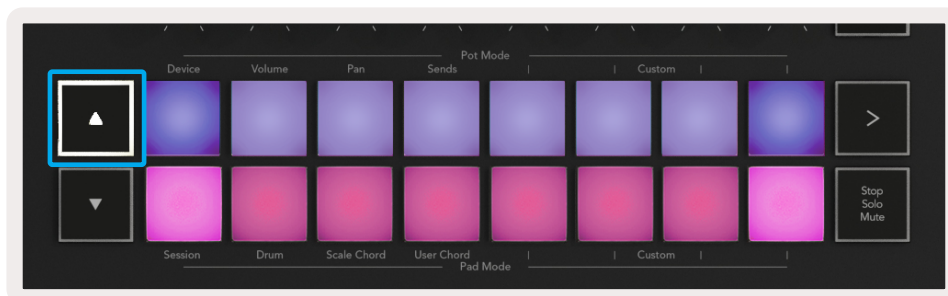 Pot Mode
Device Volume Pan Sends Custom
▲ >
▼ Stop
Solo
Mute
Session Drum Scale Chord User Chord Custom
Pad Mode